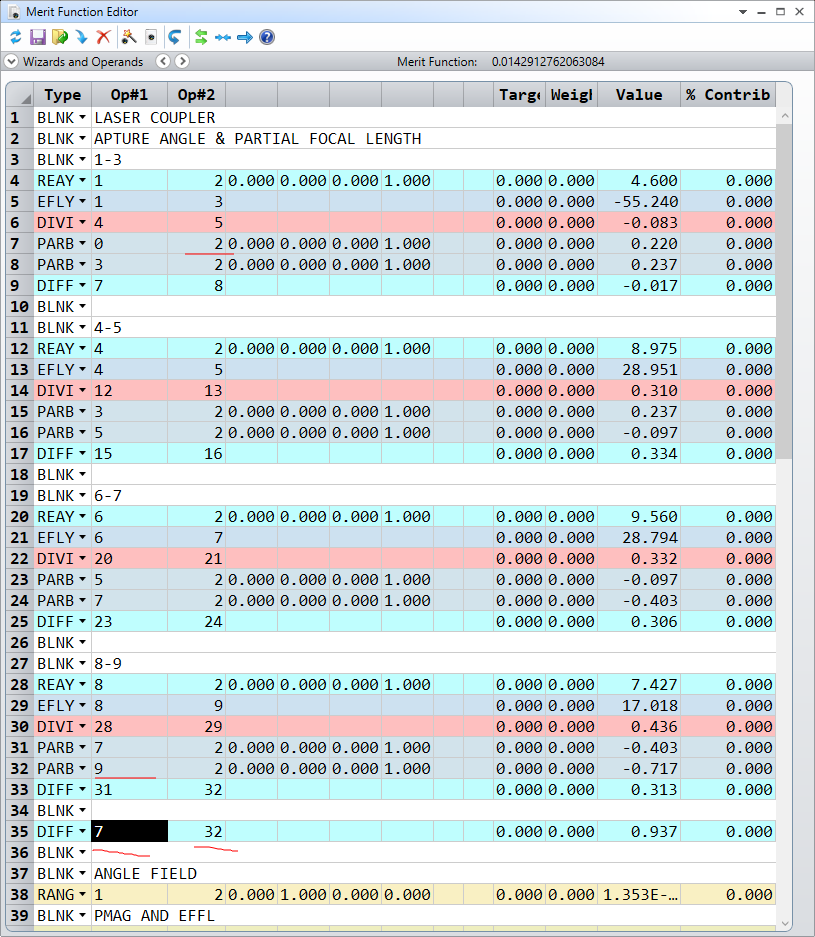 Merit Function Editor
Wizards and Operands Merit Function: 0.0142912762063084
Type Op#1 Op#2 Targe Weigh Value % Contrib
1 BLNK LASER COUPLER
2 BLNK APTURE ANGLE & PARTIAL FOCAL LENGTH
3 BLNK 1-3
4 REAY 1 2 0.000 0.000 0.000 1.000 0.000 0.000 4.600 0.000
5 EFLY 1 3 0.000 0.000 -55.240 0.000
6 DIVI 4 5 0.000 0.000 -0.083 0.000
7 PARB 0 2 0.000 0.000 0.000 1.000 0.000 0.000 0.220 0.000
8 PARB 3 2 0.000 0.000 0.000 1.000 0.000 0.000 0.237 0.000
9 DIFF 7 8 0.000 0.000 -0.017 0.000
10 BLNK
11 BLNK 4-5
12 REAY 4 2 0.000 0.000 0.000 1.000 0.000 0.000 8.975 0.000
13 EFLY 4 5 0.000 0.000 28.951 0.000
14 DIVI 12 13 0.000 0.000 0.310 0.000
15 PARB 3 2 0.000 0.000 0.000 1.000 0.000 0.000 0.237 0.000
16 PARB 5 2 0.000 0.000 0.000 1.000 0.000 0.000 -0.097 0.000
17 DIFF 15 16 0.000 0.000 0.334 0.000
18 BLNK
19 BLNK 6-7
20 REAY 6 2 0.000 0.000 0.000 1.000 0.000 0.000 9.560 0.000
21 EFLY 6 7 0.000 0.000 28.794 0.000
22 DIVI 20 21 0.000 0.000 0.332 0.000
23 PARB 5 2 0.000 0.000 0.000 1.000 0.000 0.000 -0.097 0.000
24 PARB 7 2 0.000 0.000 0.000 1.000 0.000 0.000 -0.403 0.000
25 DIFF 23 24 0.000 0.000 0.306 0.000
26 BLNK
27 BLNK 8-9
28 REAY 8 2 0.000 0.000 0.000 1.000 0.000 0.000 7.427 0.000
29 EFLY 8 9 0.000 0.000 17.018 0.000
30 DIVI 28 29 0.000 0.000 0.436 0.000
31 PARB 7 2 0.000 0.000 0.000 1.000 0.000 0.000 -0.403 0.000
32 PARB 9 2 0.000 0.000 0.000 1.000 0.000 0.000 -0.717 0.000
33 DIFF 31 32 0.000 0.000 0.313 0.000
34 BLNK
35 DIFF 7 32 0.000 0.000 0.937 0.000
36 BLNK
37 BLNK ANGLE FIELD
38 RANG 1 2 0.000 1.000 0.000 0.000 0.000 0.000 1.353E-… 0.000
39 BLNK PMAG AND EFFL